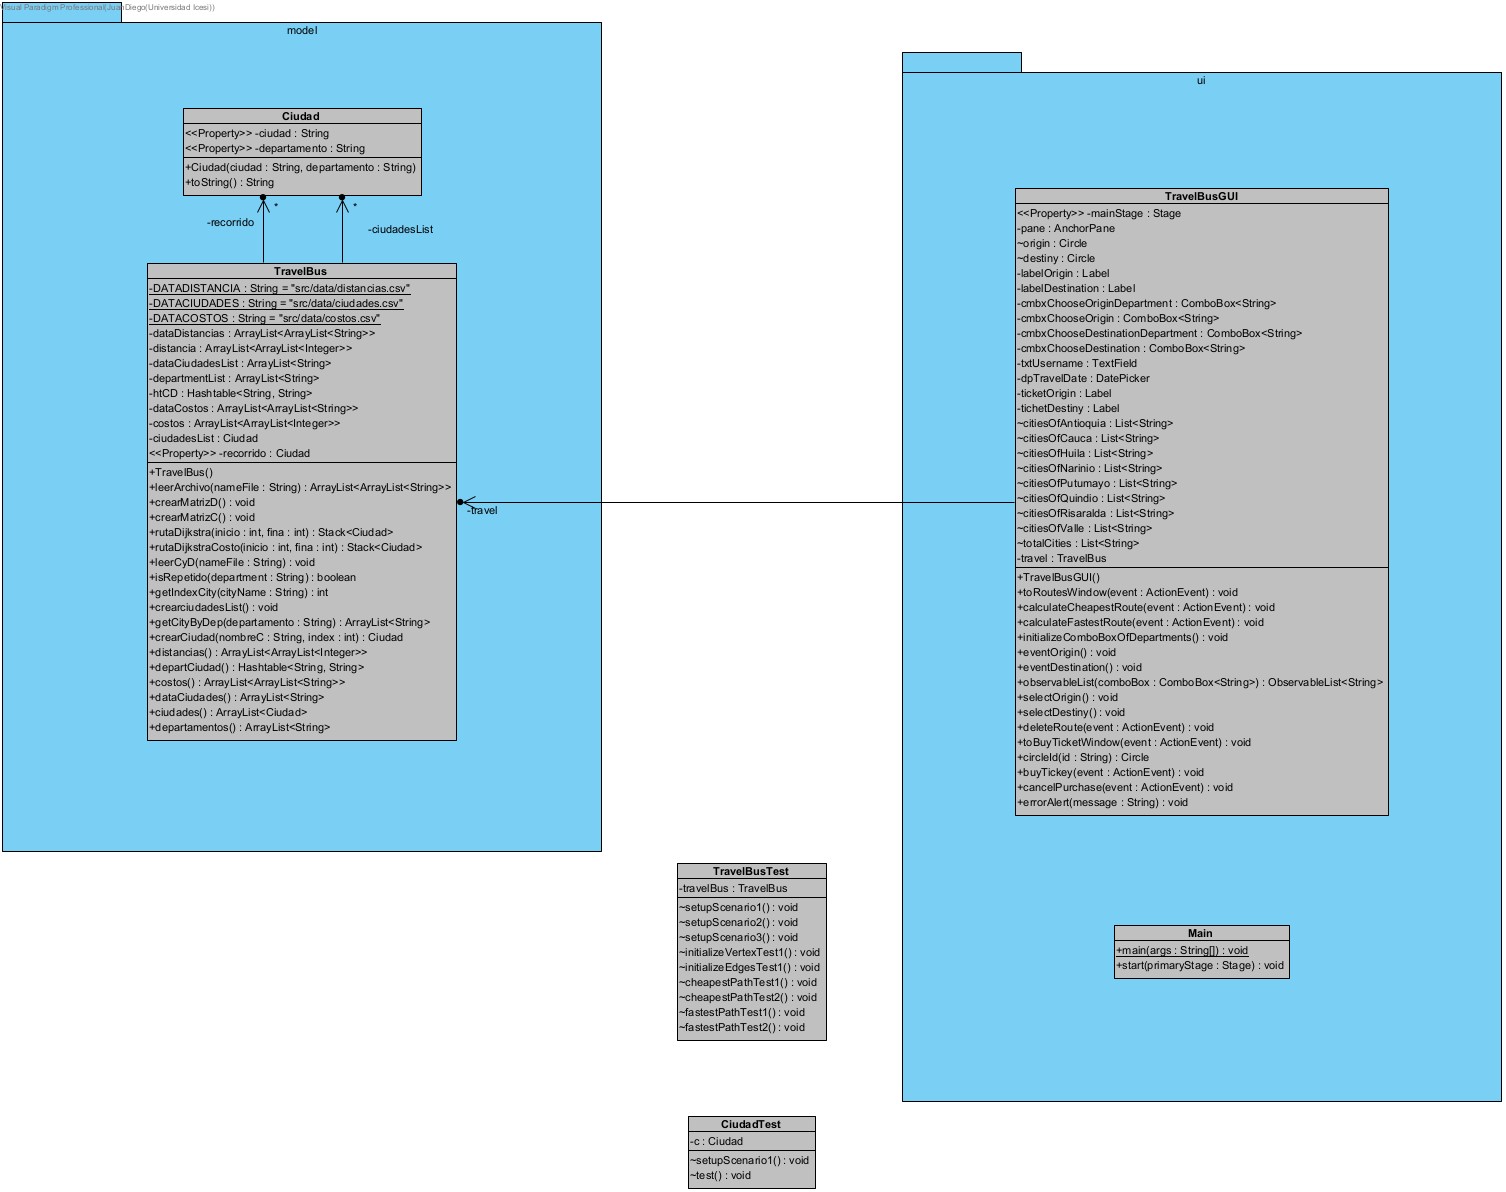 Visual Paradigm Professional(JuanDiego(Universidad Icesi))
model
Ciudad
<<Property>> -ciudad : String
<<Property>> -departamento : String
+Ciudad(ciudad : String, departamento : String)
+toString() : String
*
*
-recorrido
-ciudadesList
TravelBus
-DATADISTANCIA : String = "src/data/distancias.csv"
-DATACIUDADES : String = "src/data/ciudades.csv"
-DATACOSTOS : String = "src/data/costos.csv"
-dataDistancias : ArrayList<ArrayList<String>>
-distancia : ArrayList<ArrayList<Integer>>
-dataCiudadesList : ArrayList<String>
-departmentList : ArrayList<String>
-htCD : Hashtable<String, String>
-dataCostos : ArrayList<ArrayList<String>>
-costos : ArrayList<ArrayList<Integer>>
-ciudadesList : Ciudad
<<Property>> -recorrido : Ciudad
+TravelBus()
+leerArchivo(nameFile : String) : ArrayList<ArrayList<String>>
+crearMatrizD() : void
+crearMatrizC() : void
+rutaDijkstra(inicio : int, fina : int) : Stack<Ciudad>
+rutaDijkstraCosto(inicio : int, fina : int) : Stack<Ciudad>
+leerCyD(nameFile : String) : void
+isRepetido(department : String) : boolean
+getIndexCity(cityName : String) : int
+crearciudadesList() : void
+getCityByDep(departamento : String) : ArrayList<String>
+crearCiudad(nombreC : String, index : int) : Ciudad
+distancias() : ArrayList<ArrayList<Integer>>
+departCiudad() : Hashtable<String, String>
+costos() : ArrayList<ArrayList<String>>
+dataCiudades() : ArrayList<String>
+ciudades() : ArrayList<Ciudad>
+departamentos() : ArrayList<String>
-travel
ui
TravelBusGUI
<<Property>> -mainStage : Stage
-pane : AnchorPane
~origin : Circle
~destiny : Circle
-labelOrigin : Label
-labelDestination : Label
-cmbxChooseOriginDepartment : ComboBox<String>
-cmbxChooseOrigin : ComboBox<String>
-cmbxChooseDestinationDepartment : ComboBox<String>
-cmbxChooseDestination : ComboBox<String>
-txtUsername : TextField
-dpTravelDate : DatePicker
-ticketOrigin : Label
-tichetDestiny : Label
~citiesOfAntioquia : List<String>
~citiesOfCauca : List<String>
~citiesOfHuila : List<String>
~citiesOfNarinio : List<String>
~citiesOfPutumayo : List<String>
~citiesOfQuindio : List<String>
~citiesOfRisaralda : List<String>
~citiesOfValle : List<String>
~totalCities : List<String>
-travel : TravelBus
+TravelBusGUI()
+toRoutesWindow(event : ActionEvent) : void
+calculateCheapestRoute(event : ActionEvent) : void
+calculateFastestRoute(event : ActionEvent) : void
+initializeComboBoxOfDepartments() : void
+eventOrigin() : void
+eventDestination() : void
+observableList(comboBox : ComboBox<String>) : ObservableList<String>
+selectOrigin() : void
+selectDestiny() : void
+deleteRoute(event : ActionEvent) : void
+toBuyTicketWindow(event : ActionEvent) : void
+circleId(id : String) : Circle
+buyTickey(event : ActionEvent) : void
+cancelPurchase(event : ActionEvent) : void
+errorAlert(message : String) : void
TravelBusTest
-travelBus : TravelBus
~setupScenario1() : void
~setupScenario2() : void
~setupScenario3() : void
~initializeVertexTest1() : void
~initializeEdgesTest1() : void
~cheapestPathTest1() : void
~cheapestPathTest2() : void
~fastestPathTest1() : void
~fastestPathTest2() : void
Main
+main(args : String[]) : void
+start(primaryStage : Stage) : void
CiudadTest
-c : Ciudad
~setupScenario1() : void
~test() : void